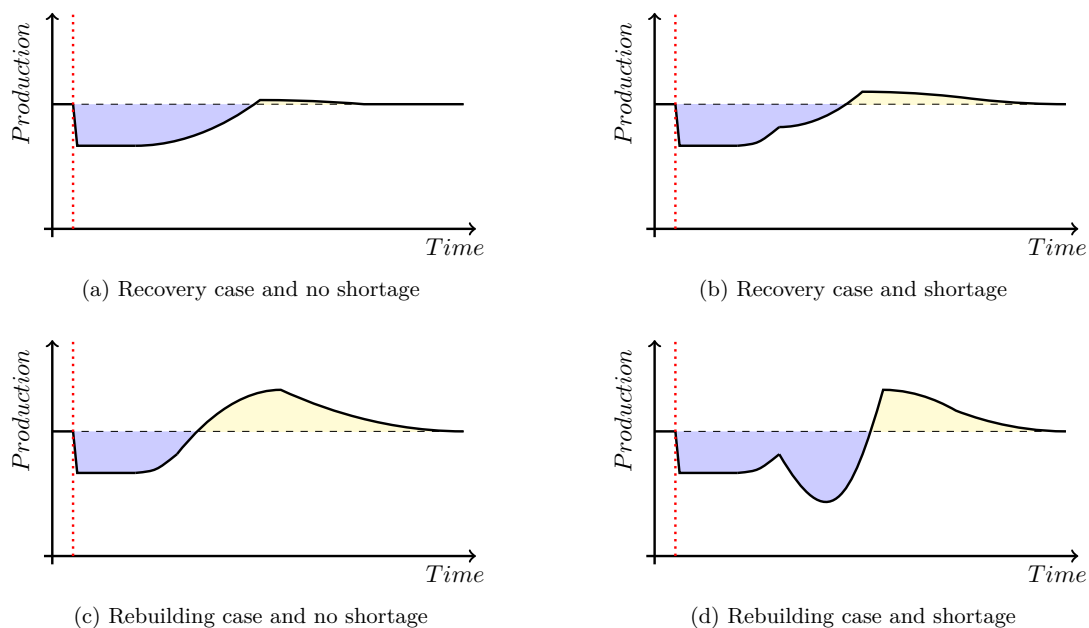 Production
Time
(a) Recovery case and no shortage
Production
Time
(b) Recovery case and shortage
Production
Time
(c) Rebuilding case and no shortage
Production
Time
(d) Rebuilding case and shortage